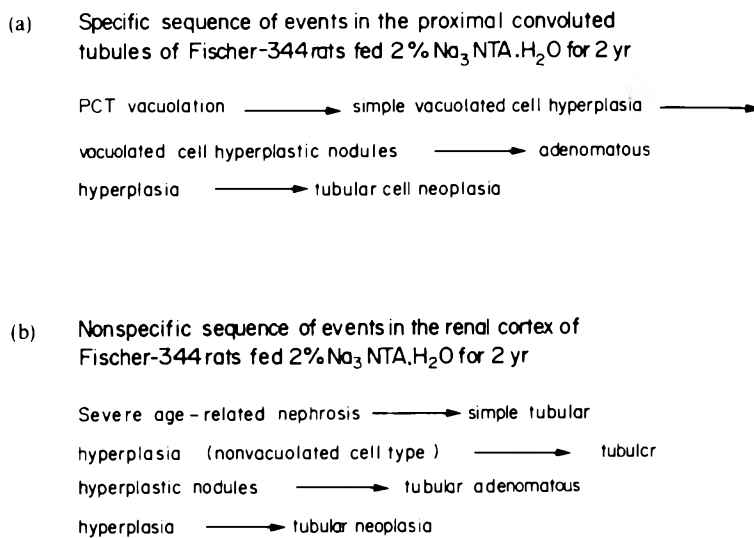 (a) Specific sequence of events in the proximal convoluted
tubules of Fischer-344 rats fed 2% Na₃ NTA.H₂O for 2 yr
PCT vacuolation → simple vacuolated cell hyperplasia →
vacuolated cell hyperplastic nodules → adenomatous
hyperplasia → tubular cell neoplasia
(b) Nonspecific sequence of events in the renal cortex of
Fischer-344 rats fed 2% Na₃ NTA.H₂O for 2 yr
Severe age-related nephrosis → simple tubular
hyperplasia (nonvacuolated cell type) → tubulcr
hyperplastic nodules → tubular adenomatous
hyperplasia → tubular neoplasia